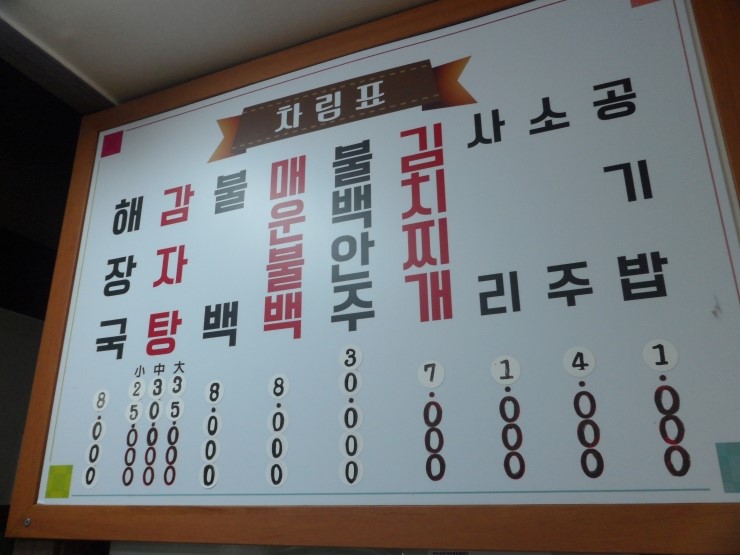 차림표
해장국 8.000
감자탕 小 25.000 中 30.000 大 35.000
불백 8.000
매운불백 8.000
불백안주 30.000
김치찌개 7.000
사리 1.000
소주 4.000
공기밥 1.000